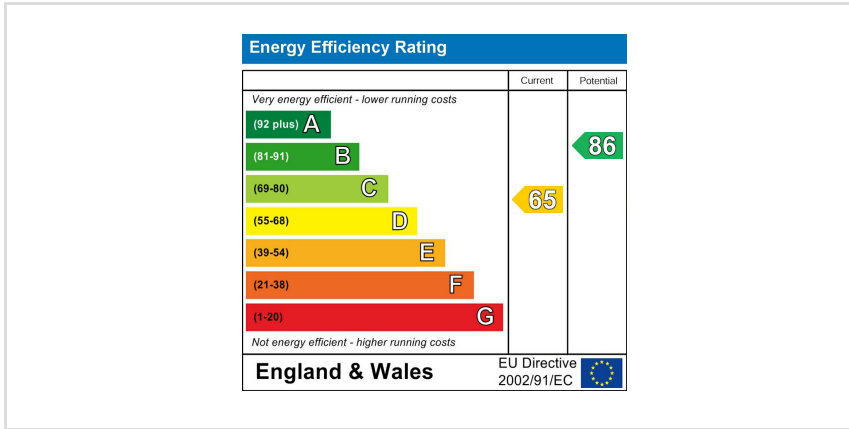 Energy Efficiency Rating
Current Potential
Very energy efficient - lower running costs
(92 plus) A
(81-91) B
86
(69-80) C
65
(55-68) D
(39-54) E
(21-38) F
(1-20) G
Not energy efficient - higher running costs
England & Wales
EU Directive
2002/91/EC